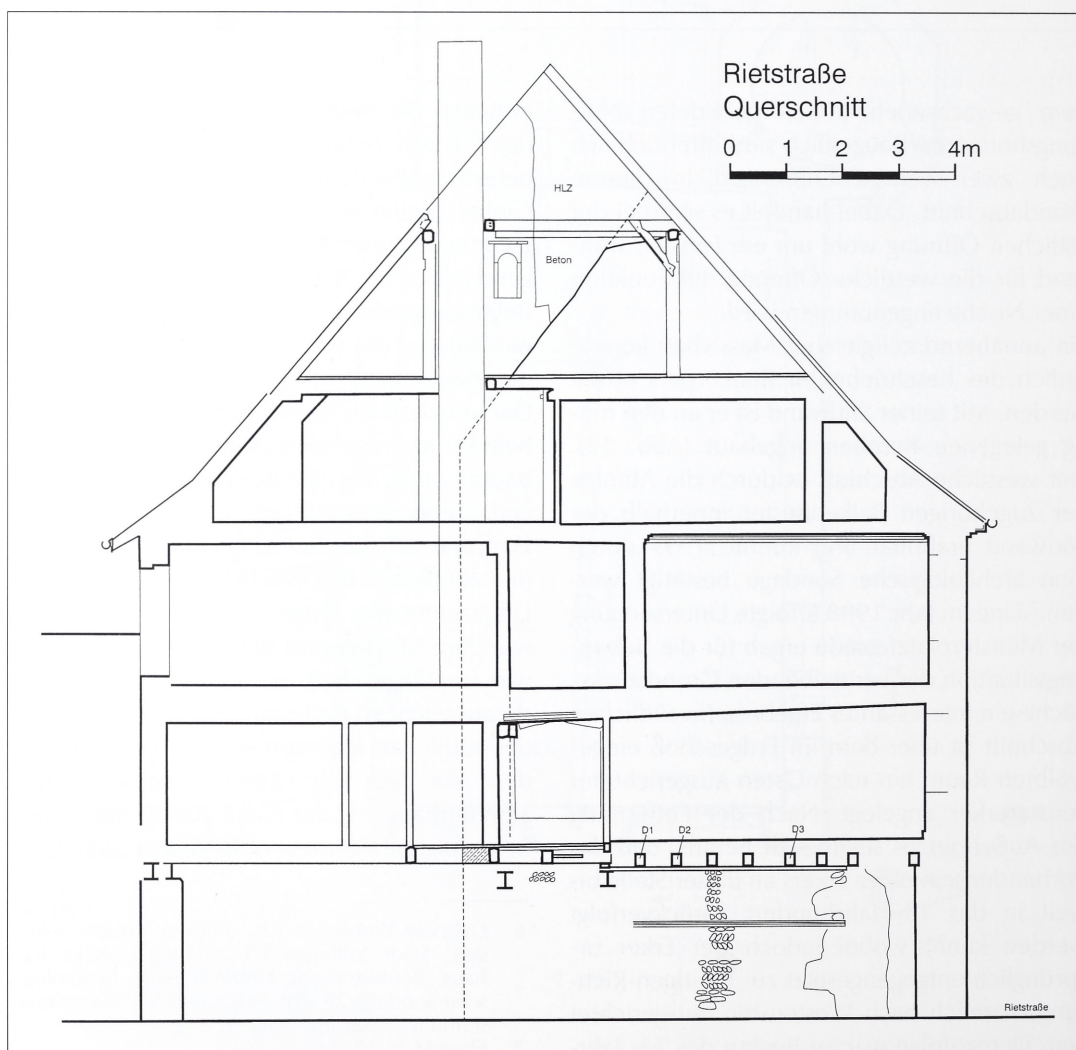 Rietstraße
Querschnitt
0 1 2 3 4m
HLZ
Beton
D1 D2 D3
Rietstraße